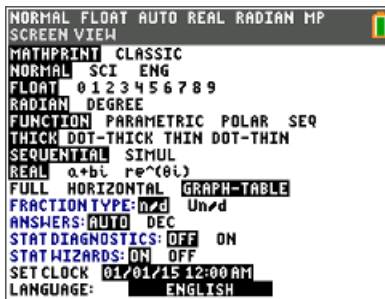 NORMAL FLOAT AUTO REAL RADIAN MP
SCREEN VIEW
MATHPRINT CLASSIC
NORMAL SCI ENG
FLOAT 0 1 2 3 4 5 6 7 8 9
RADIAN DEGREE
FUNCTION PARAMETRIC POLAR SEQ
THICK DOT-THICK THIN DOT-THIN
SEQUENTIAL SIMUL
REAL a+bi re^(θi)
FULL HORIZONTAL GRAPH-TABLE
FRACTION TYPE: n/d Un/d
ANSWERS: AUTO DEC
STAT DIAGNOSTICS: OFF ON
STAT WIZARDS: ON OFF
SET CLOCK 01/01/15 12:00 AM
LANGUAGE: ENGLISH